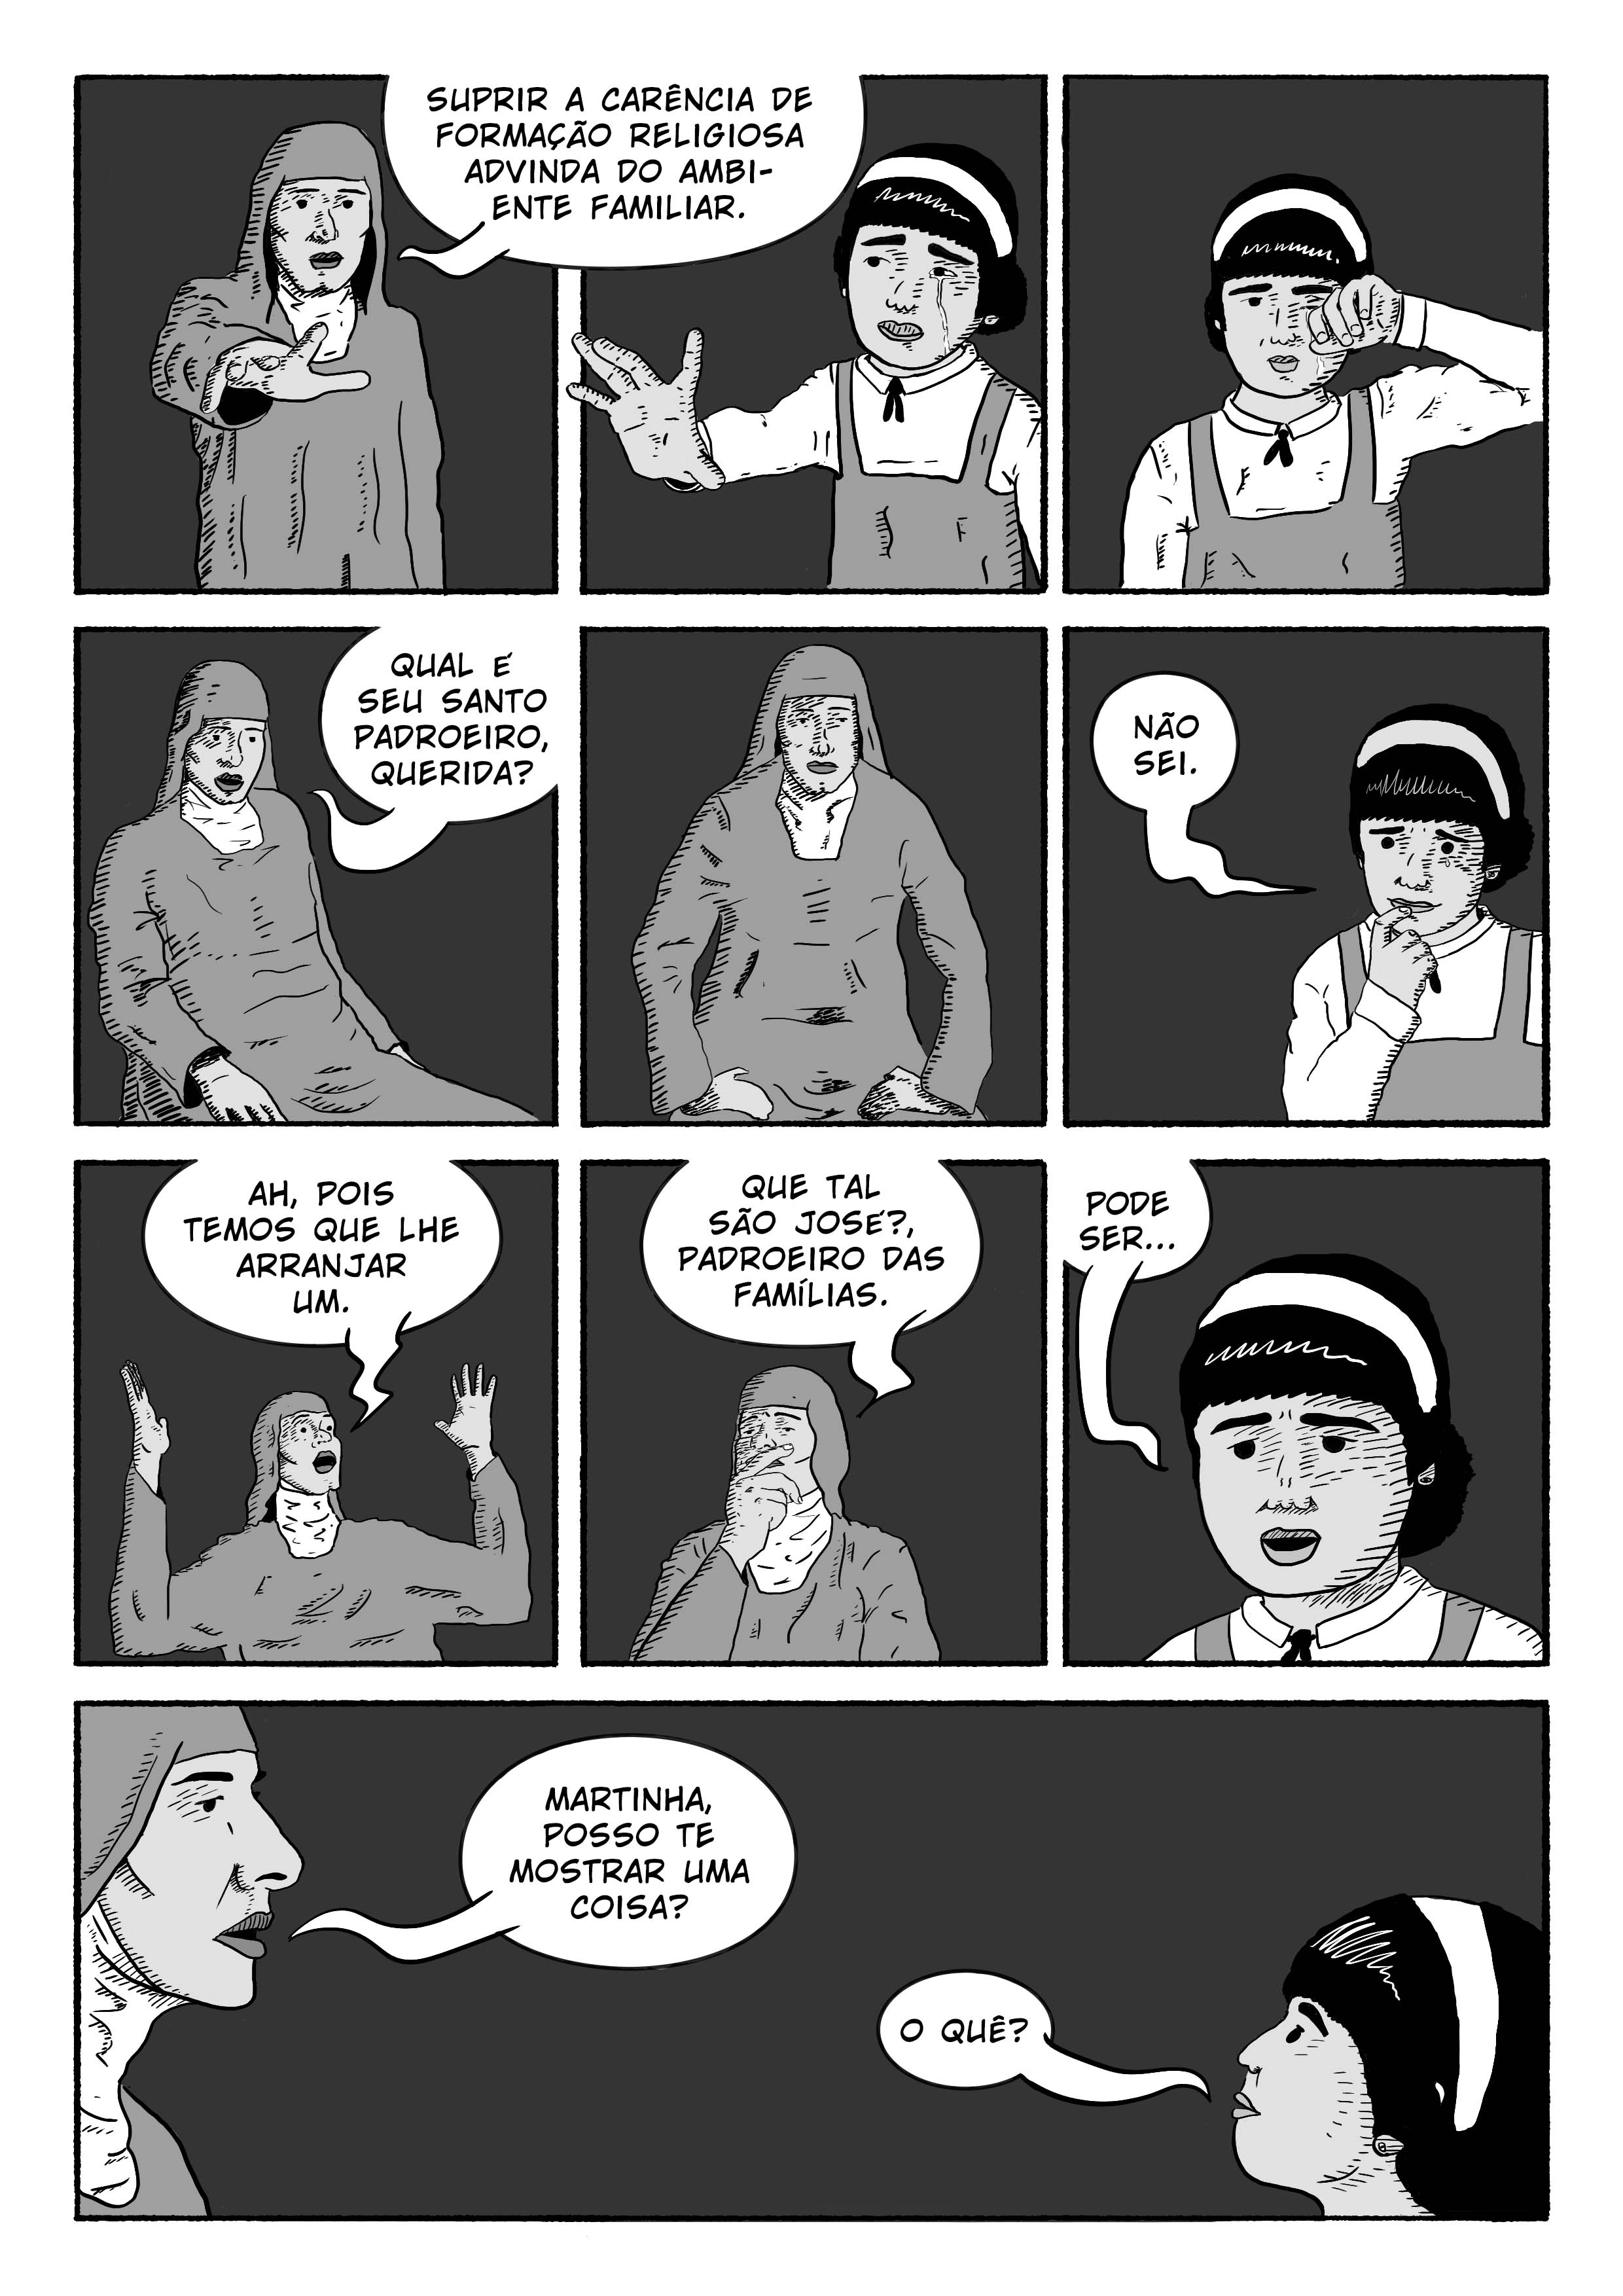 SUPRIR A CARÊNCIA DE
FORMAÇÃO RELIGIOSA
ADVINDA DO AMBI-
ENTE FAMILIAR.
QUAL É
SEU SANTO
PADROEIRO,
QUERIDA?
NÃO
SEI.
AH, POIS
TEMOS QUE LHE
ARRANJAR
UM.
QUE TAL
SÃO JOSÉ?,
PADROEIRO DAS
FAMÍLIAS.
PODE
SER...
MARTINHA,
POSSO TE
MOSTRAR UMA
COISA?
O QUÊ?